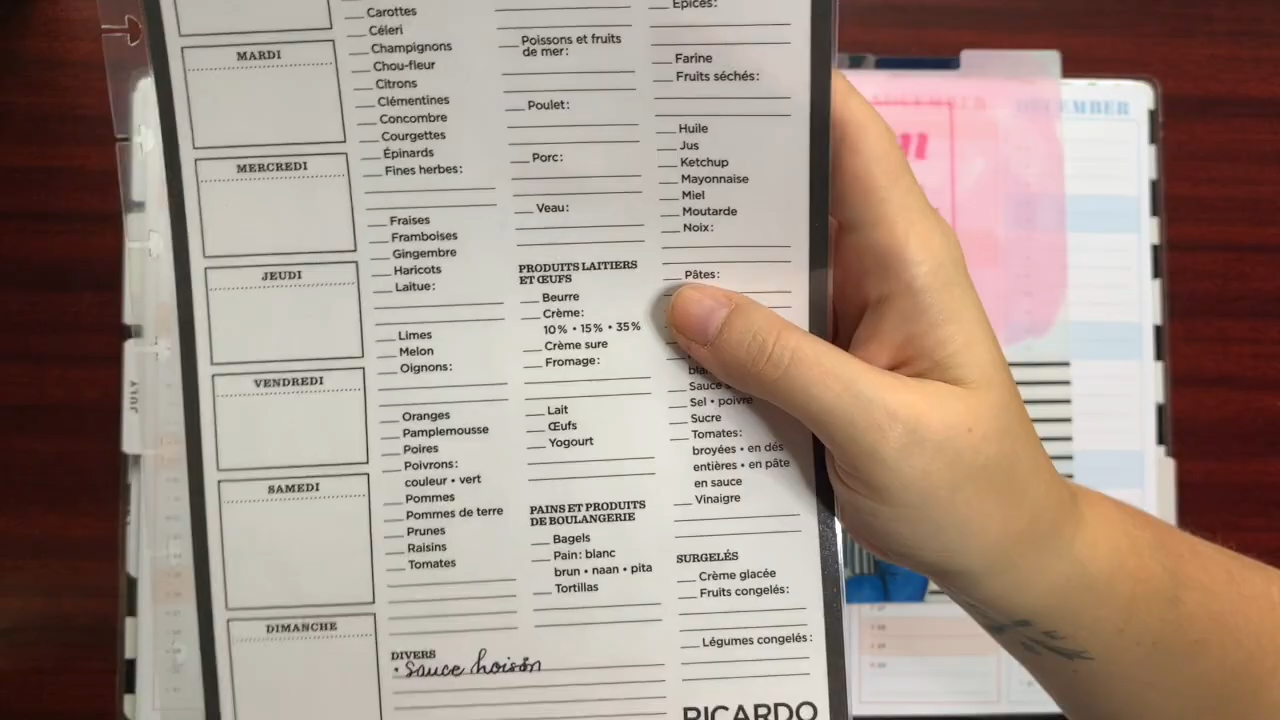 MARDI
MERCREDI
JEUDI
VENDREDI
SAMEDI
DIMANCHE
Carottes
Céleri
Champignons
Chou-fleur
Citrons
Clémentines
Concombre
Courgettes
Épinards
Fines herbes:
Fraises
Framboises
Gingembre
Haricots
Laitue:
Limes
Melon
Oignons:
Oranges
Pamplemousse
Poires
Poivrons:
couleur • vert
Pommes
Pommes de terre
Prunes
Raisins
Tomates
DIVERS
• sauce hoisin
Poissons et fruits
de mer:
Poulet:
Porc:
Veau:
PRODUITS LAITIERS
ET ŒUFS
Beurre
Crème:
10% • 15% • 35%
Crème sure
Fromage:
Lait
Œufs
Yogourt
PAINS ET PRODUITS
DE BOULANGERIE
Bagels
Pain: blanc
brun • naan • pita
Tortillas
Épices:
Farine
Fruits séchés:
Huile
Jus
Ketchup
Mayonnaise
Miel
Moutarde
Noix:
Pâtes:
Sauce
Sel • poivre
Sucre
Tomates:
broyées • en dés
entières • en pâte
en sauce
Vinaigre
SURGELÉS
Crème glacée
Fruits congelés:
Légumes congelés:
RICARDO
JULY
NOVEMBER
DECEMBER